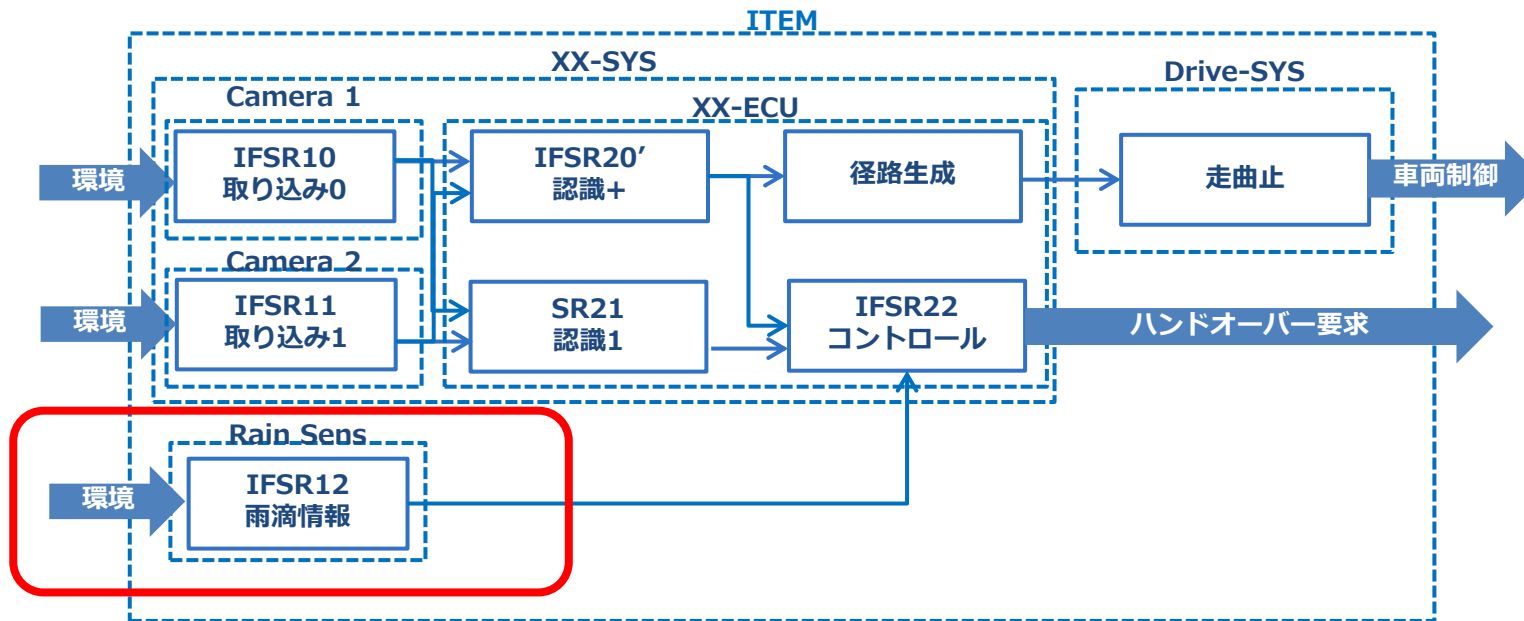 ITEM
XX-SYS
Drive-SYS
Camera 1
XX-ECU
環境
IFSR10
取り込み0
IFSR20’
認識+
径路生成
走曲止
車両制御
Camera 2
環境
IFSR11
取り込み1
SR21
認識1
IFSR22
コントロール
ハンドオーバー要求
Rain Sens
環境
IFSR12
雨滴情報